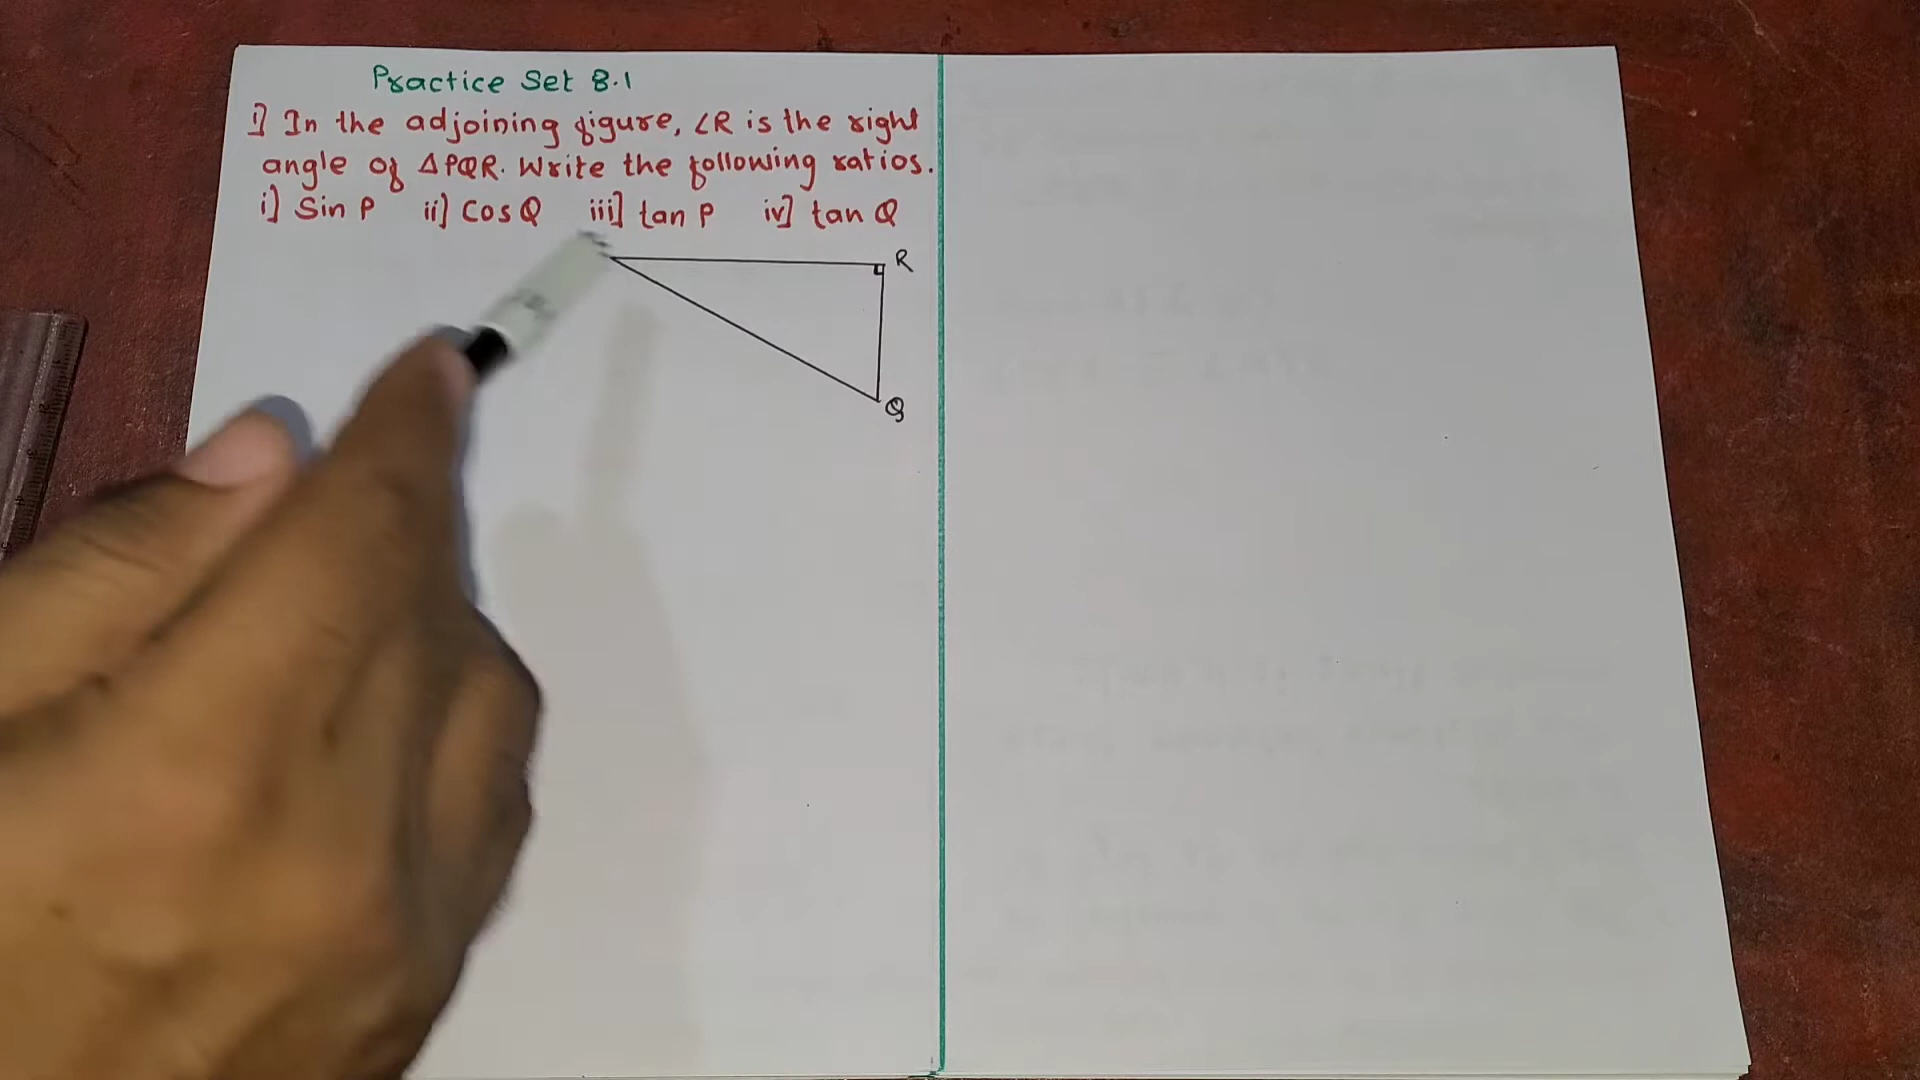 Practice Set 8.1
1] In the adjoining figure, ∠R is the right
angle of △PQR. Write the following ratios.
i] Sin P ii] Cos Q iii] tan P iv] tan Q
R
Q